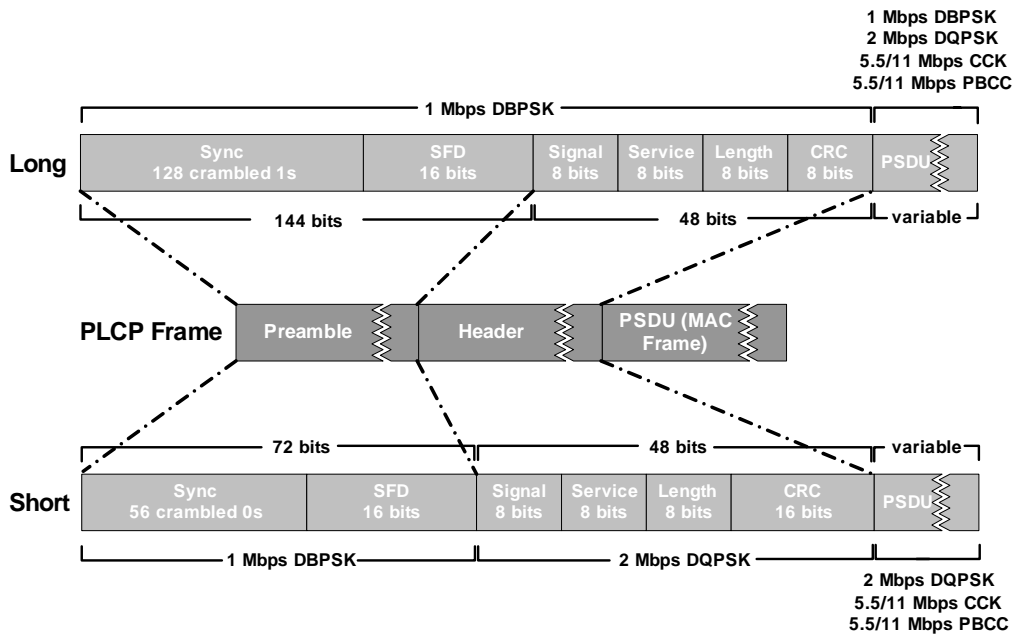 1 Mbps DBPSK
2 Mbps DQPSK
5.5/11 Mbps CCK
5.5/11 Mbps PBCC
1 Mbps DBPSK
Long
Sync
128 crambled 1s
SFD
16 bits
Signal
8 bits
Service
8 bits
Length
8 bits
CRC
8 bits
PSDU
144 bits
48 bits
variable
PLCP Frame
Preamble
Header
PSDU (MAC
Frame)
72 bits
48 bits
variable
Short
Sync
56 crambled 0s
SFD
16 bits
Signal
8 bits
Service
8 bits
Length
8 bits
CRC
16 bits
PSDU
1 Mbps DBPSK
2 Mbps DQPSK
2 Mbps DQPSK
5.5/11 Mbps CCK
5.5/11 Mbps PBCC